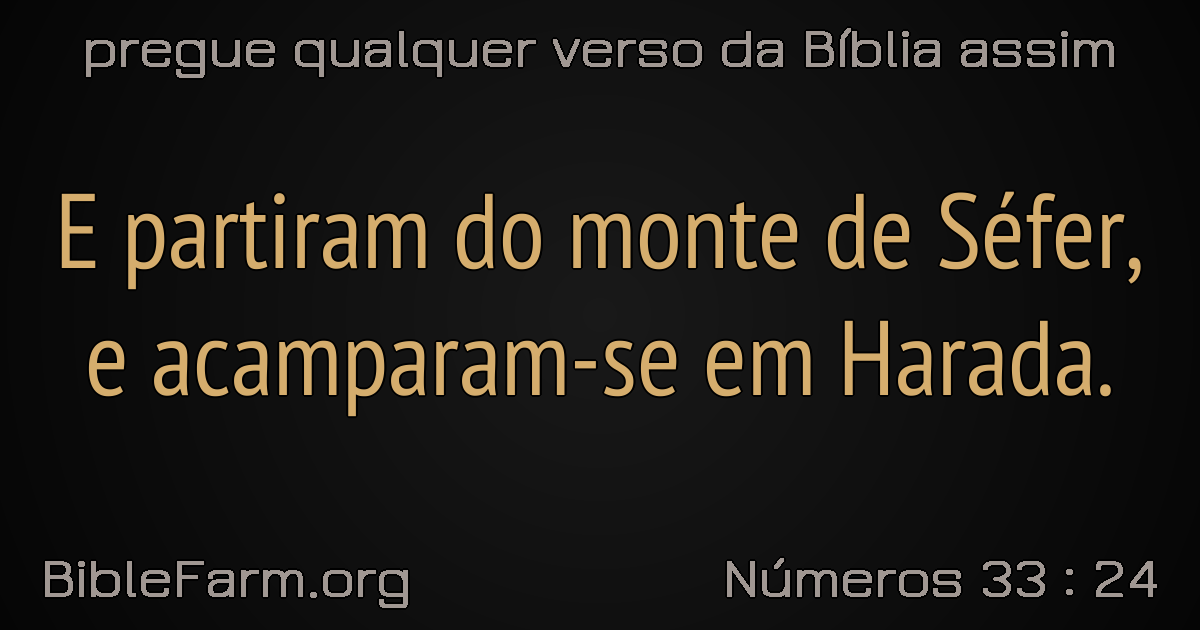 pregue qualquer verso da Bíblia assim
E partiram do monte de Séfer,
e acamparam-se em Harada.
BibleFarm.org
Números 33 : 24